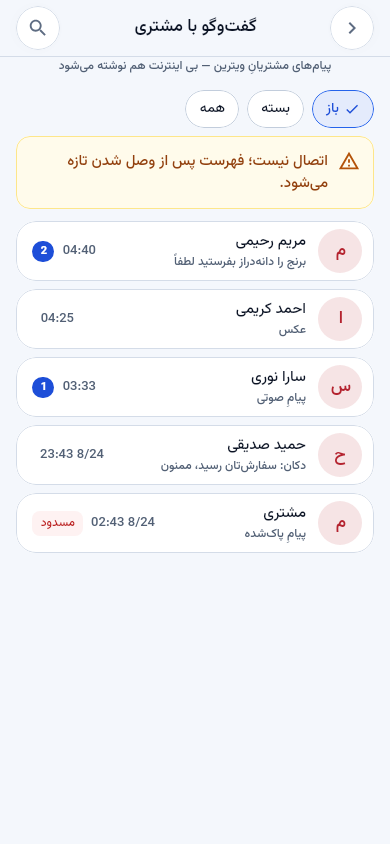 گفت‌وگو با مشتری
پیام‌های مشتریانِ ویترین — بی اینترنت هم نوشته می‌شود
باز
بسته
همه
اتصال نیست؛ فهرست پس از وصل شدن تازه
می‌شود.
م
مریم رحیمی
04:40
2
برنج را دانه‌دراز بفرستید لطفاً
ا
احمد کریمی
04:25
عکس
س
سارا نوری
03:33
1
پیامِ صوتی
ح
حمید صدیقی
23:43 8/24
دکان: سفارش‌تان رسید، ممنون
م
مشتری
02:43 8/24
مسدود
پیامِ پاک‌شده